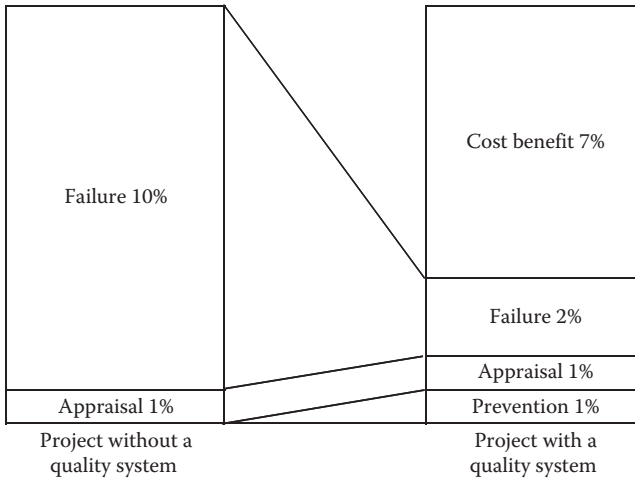 Failure 10%
Appraisal 1%
Project without a
quality system
Cost benefit 7%
Failure 2%
Appraisal 1%
Prevention 1%
Project with a
quality system